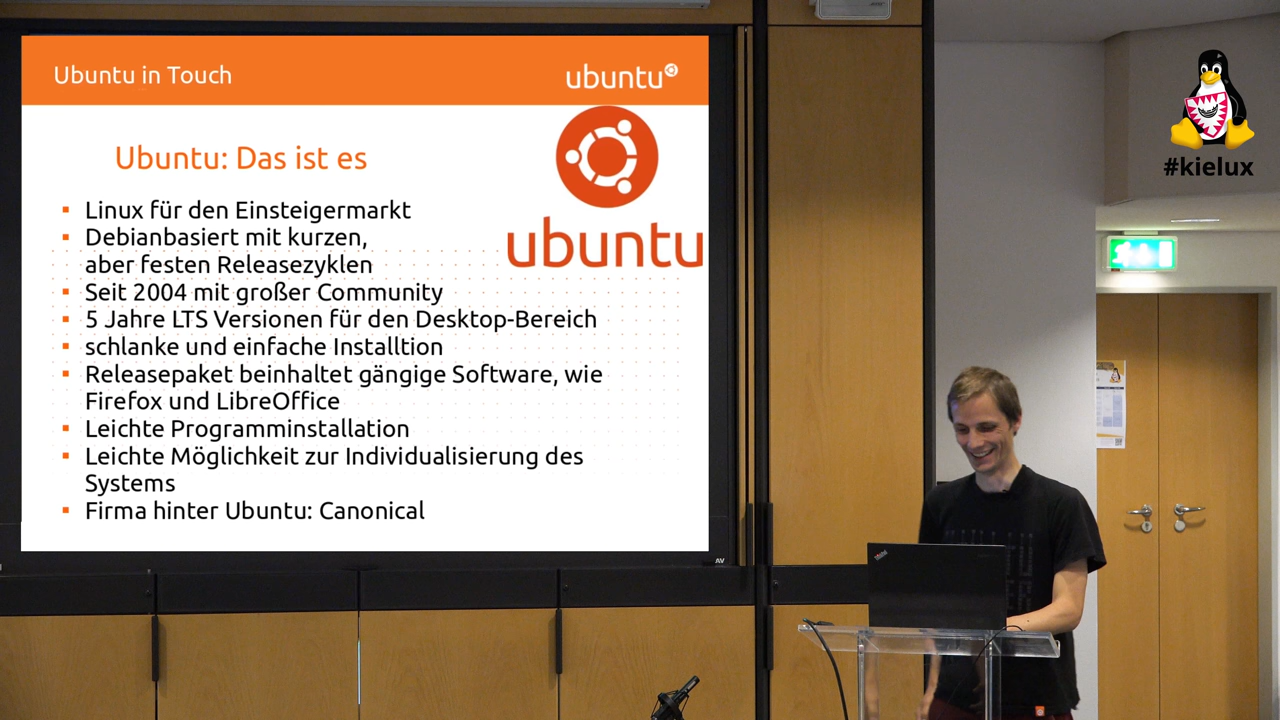 Ubuntu in Touch
ubuntu
Ubuntu: Das ist es
ubuntu
Linux für den Einsteigermarkt
Debianbasiert mit kurzen,
aber festen Releasezyklen
Seit 2004 mit großer Community
5 Jahre LTS Versionen für den Desktop-Bereich
schlanke und einfache Installtion
Releasepaket beinhaltet gängige Software, wie
Firefox und LibreOffice
Leichte Programminstallation
Leichte Möglichkeit zur Individualisierung des
Systems
Firma hinter Ubuntu: Canonical
#kielux
AV